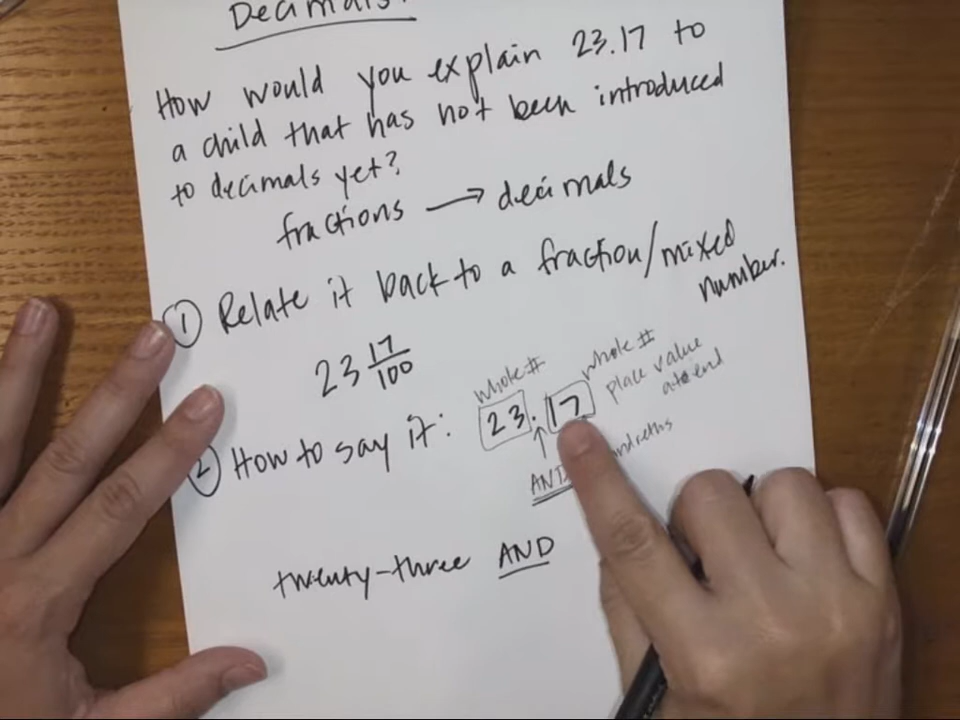 Decimals.
How would you explain 23.17 to
a child that has not been introduced
to decimals yet?
fractions → decimals
① Relate it back to a fraction/mixed
number.
23 17/100
② How to say it: 23.17
whole #
whole #
place value
at end
AND
twenty-three AND